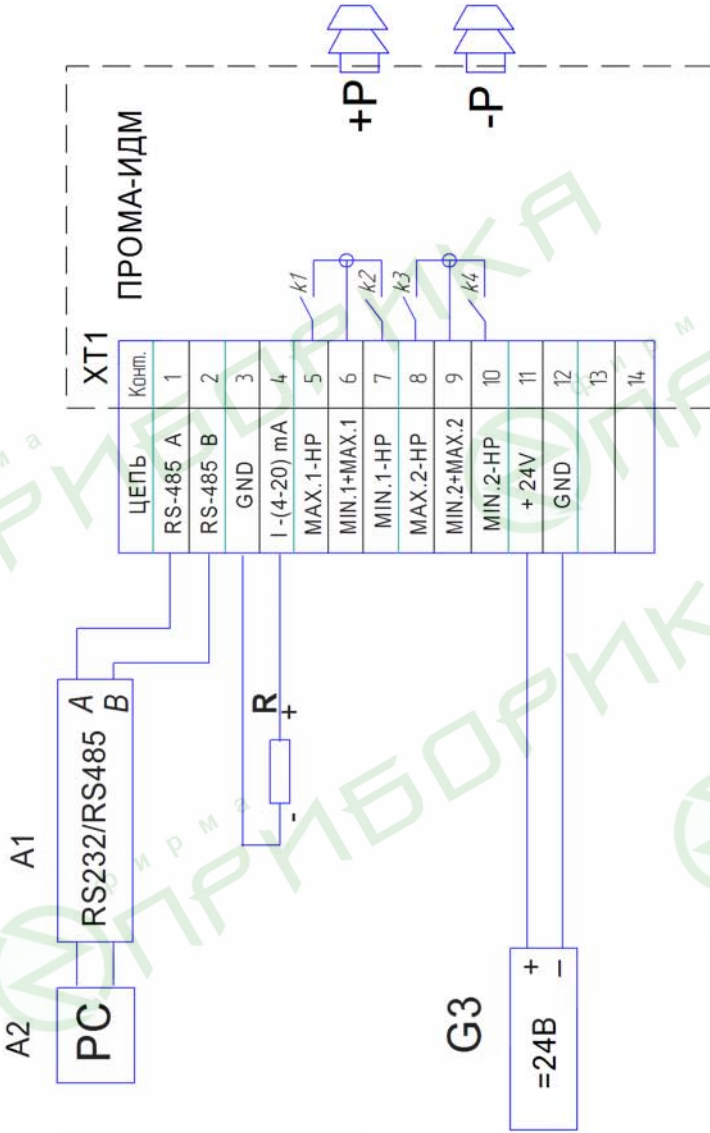 ПРОМА-ИДМ
+P
-P
XT1
ЦЕПЬ Конт.
RS-485 A 1
RS-485 B 2
GND 3
I -(4-20) mA 4
MAX.1-HP 5
MIN.1+MAX.1 6
MIN.1-HP 7
MAX.2-HP 8
MIN.2+MAX.2 9
MIN.2-HP 10
+ 24V 11
GND 12
13
14
k1
k2
k3
k4
A1
RS232/RS485
A
B
A2
PC
R
+
-
G3
=24В
+
–
фирма
ПРИБОРИКА